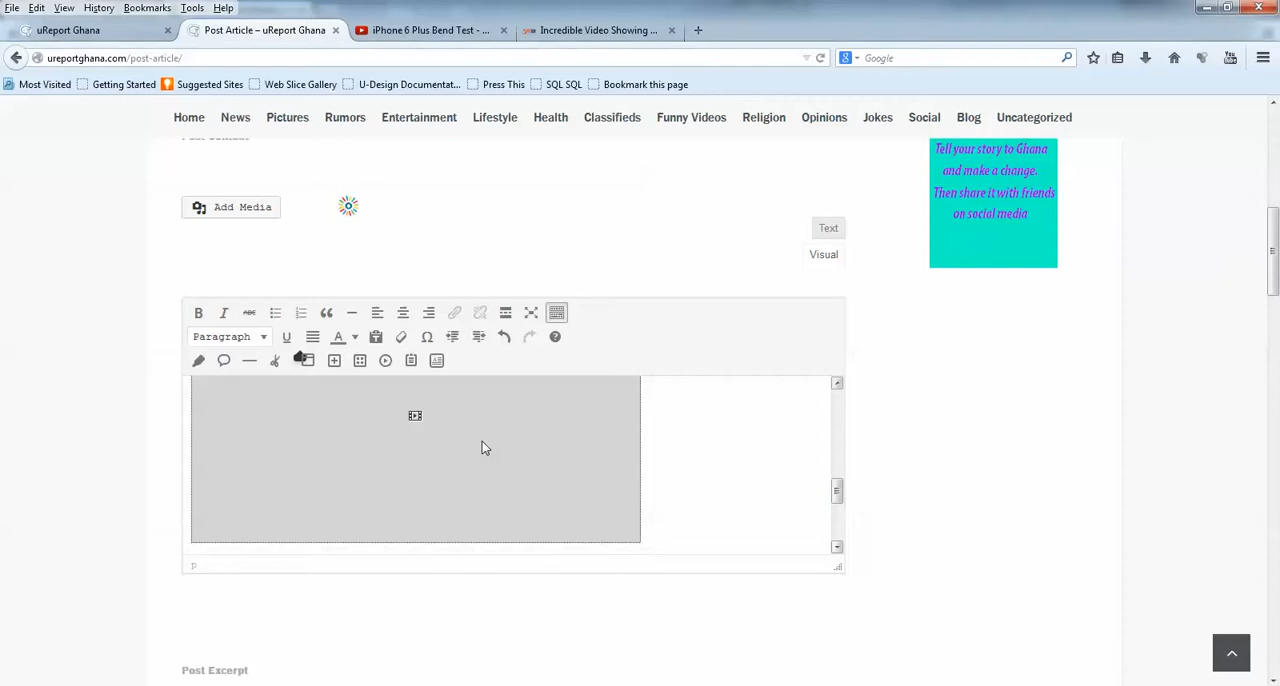 File Edit View History Bookmarks Tools Help
uReport Ghana Post Article – uReport Ghana iPhone 6 Plus Bend Test - ... Incredible Video Showing ...
ureportghana.com/post-article/ Google
Most Visited Getting Started Suggested Sites Web Slice Gallery U-Design Documentat... Press This SQL SQL Bookmark this page
Home News Pictures Rumors Entertainment Lifestyle Health Classifieds Funny Videos Religion Opinions Jokes Social Blog Uncategorized
Tell your story to Ghana
and make a change.
Then share it with friends
on social media
Add Media
Text
Visual
Paragraph
p
Post Excerpt